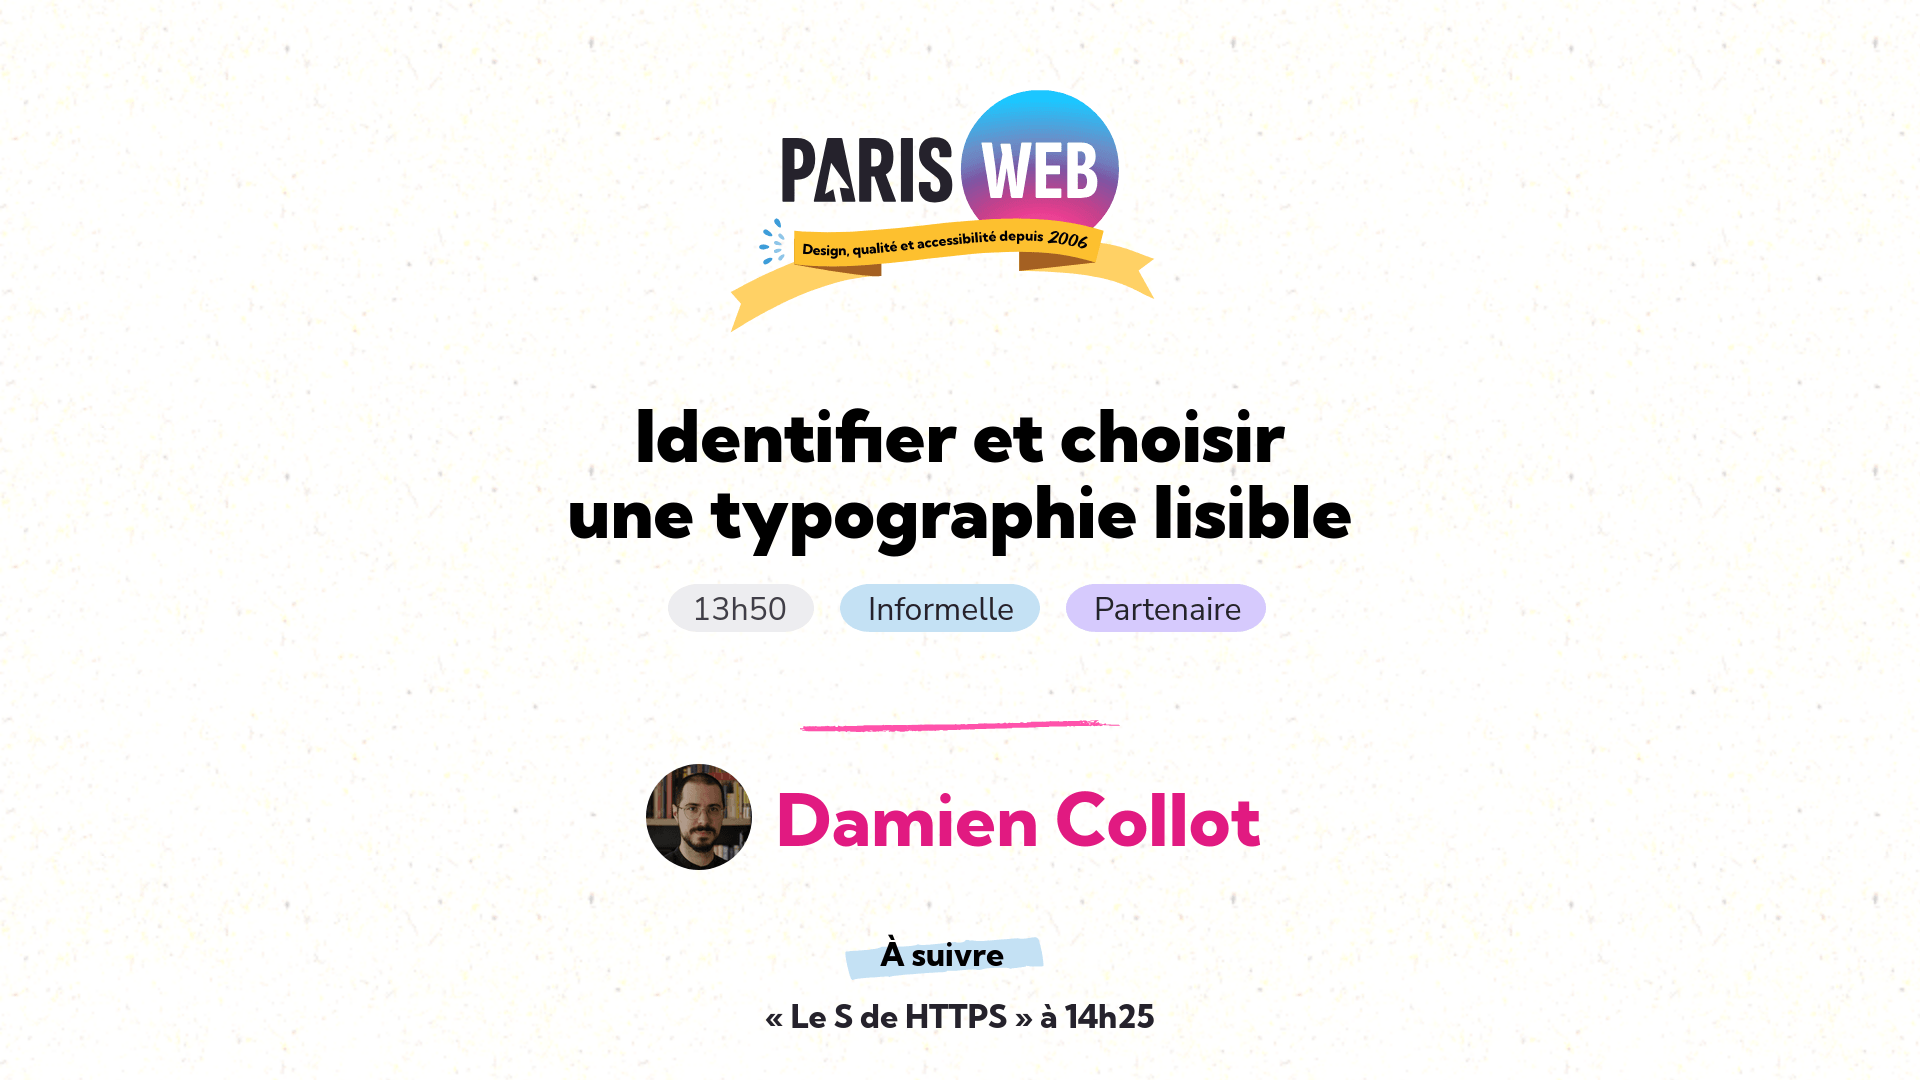 PARIS WEB
Design, qualité et accessibilité depuis 2006
Identifier et choisir
une typographie lisible
13h50 Informelle Partenaire
Damien Collot
À suivre
« Le S de HTTPS » à 14h25